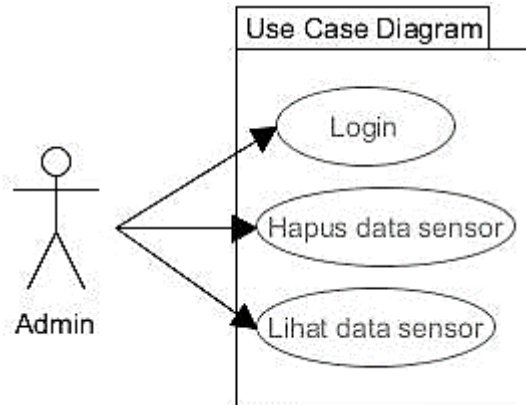 Use Case Diagram
Login
Hapus data sensor
Lihat data sensor
Admin